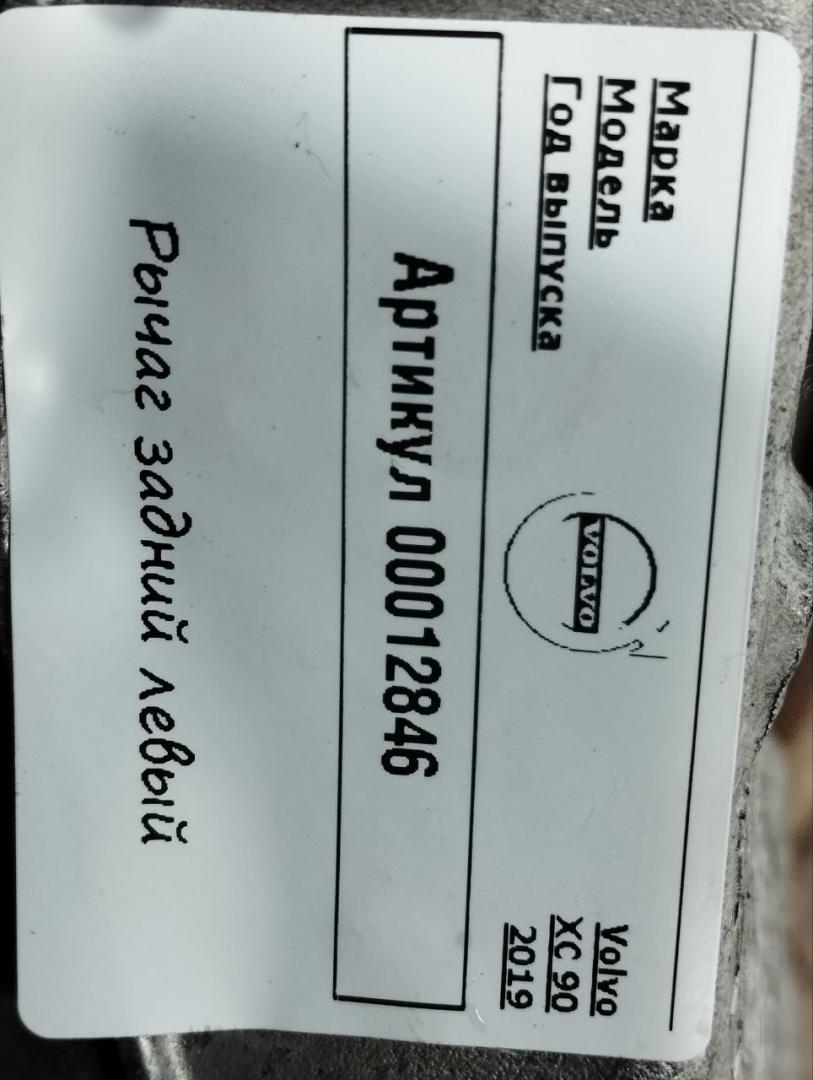 Марка
Volvo
Модель
XC 90
Год выпуска
2019
VOLVO
Артикул 00012846
Рычаг задний левый